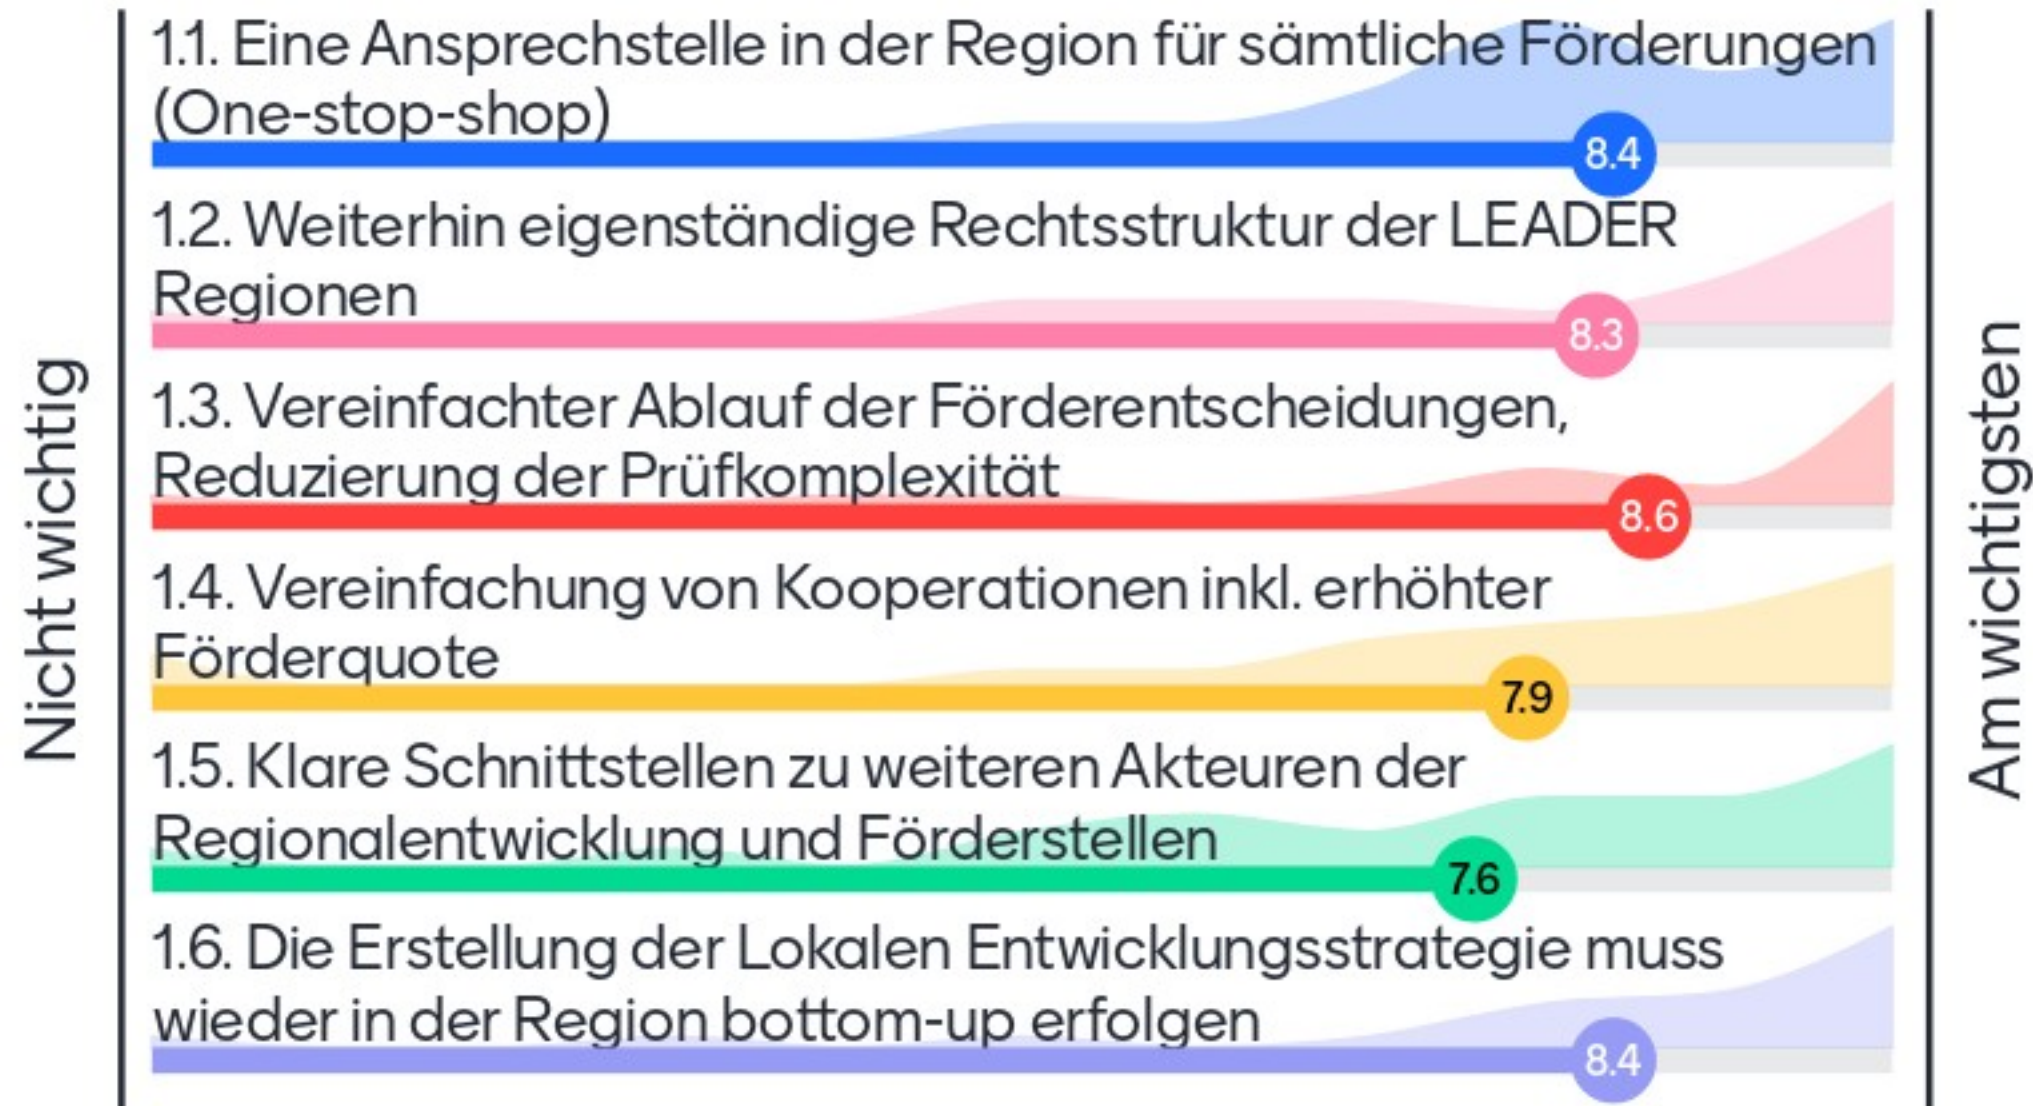 1.1. Eine Ansprechstelle in der Region für sämtliche Förderungen
(One-stop-shop)
8.4
1.2. Weiterhin eigenständige Rechtsstruktur der LEADER
Regionen
8.3
1.3. Vereinfachter Ablauf der Förderentscheidungen,
Reduzierung der Prüfkomplexität
8.6
1.4. Vereinfachung von Kooperationen inkl. erhöhter
Förderquote
7.9
1.5. Klare Schnittstellen zu weiteren Akteuren der
Regionalentwicklung und Förderstellen
7.6
1.6. Die Erstellung der Lokalen Entwicklungsstrategie muss
wieder in der Region bottom-up erfolgen
8.4
Nicht wichtig
Am wichtigsten